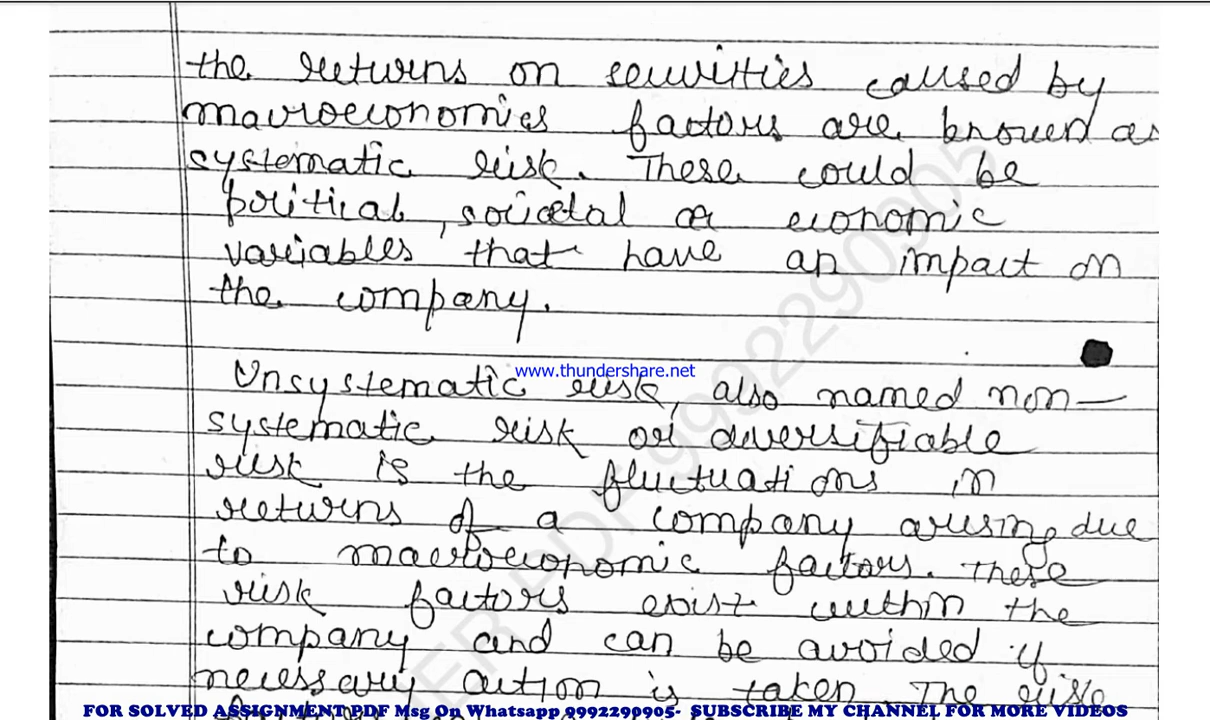 the returns on securitties caused by
macroeconomics factors are known as
systematic risk. These could be
political, societal or economic
variables that have an impact on
the company.
www.thundershare.net
Unsystematic risk, also named non-
systematic risk or diversifiable
risk is the fluctuations in
returns of a company arising due
to macroeconomic factors. These
risk factors exist within the
company and can be avoided if
necessary action is taken. The risk
FOR SOLVED ASSIGNMENT PDF Msg On Whatsapp 9992290905- SUBSCRIBE MY CHANNEL FOR MORE VIDEOS